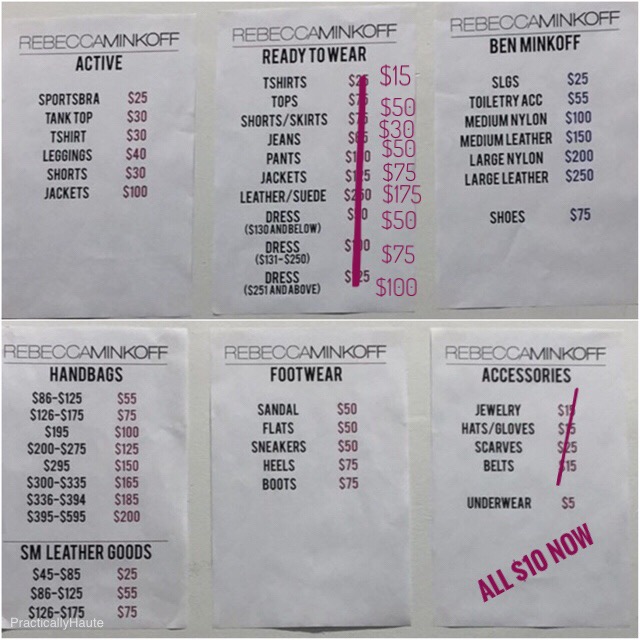 REBECCAMINKOFF
ACTIVE
SPORTSBRA $25
TANK TOP $30
TSHIRT $30
LEGGINGS $40
SHORTS $30
JACKETS $100
REBECCAMINKOFF
READY TO WEAR
TSHIRTS $25 $15
TOPS $50
SHORTS/SKIRTS $30
JEANS $50
PANTS
JACKETS $75
LEATHER/SUEDE $175
DRESS $50
($130 AND BELOW)
DRESS $75
($131-$250)
DRESS $100
($251 AND ABOVE)
REBECCAMINKOFF
BEN MINKOFF
SLGS $25
TOILETRY ACC $55
MEDIUM NYLON $100
MEDIUM LEATHER $150
LARGE NYLON $200
LARGE LEATHER $250
SHOES $75
REBECCAMINKOFF
HANDBAGS
$86-$125 $55
$126-$175 $75
$195 $100
$200-$275 $125
$295 $150
$300-$335 $165
$336-$394 $185
$395-$595 $200
SM LEATHER GOODS
$45-$85 $25
$86-$125 $55
$126-$175 $75
PracticallyHaute
REBECCAMINKOFF
FOOTWEAR
SANDAL $50
FLATS $50
SNEAKERS $50
HEELS $75
BOOTS $75
REBECCAMINKOFF
ACCESSORIES
JEWELRY $15
HATS/GLOVES $15
SCARVES $25
BELTS $15
UNDERWEAR $5
ALL $10 NOW